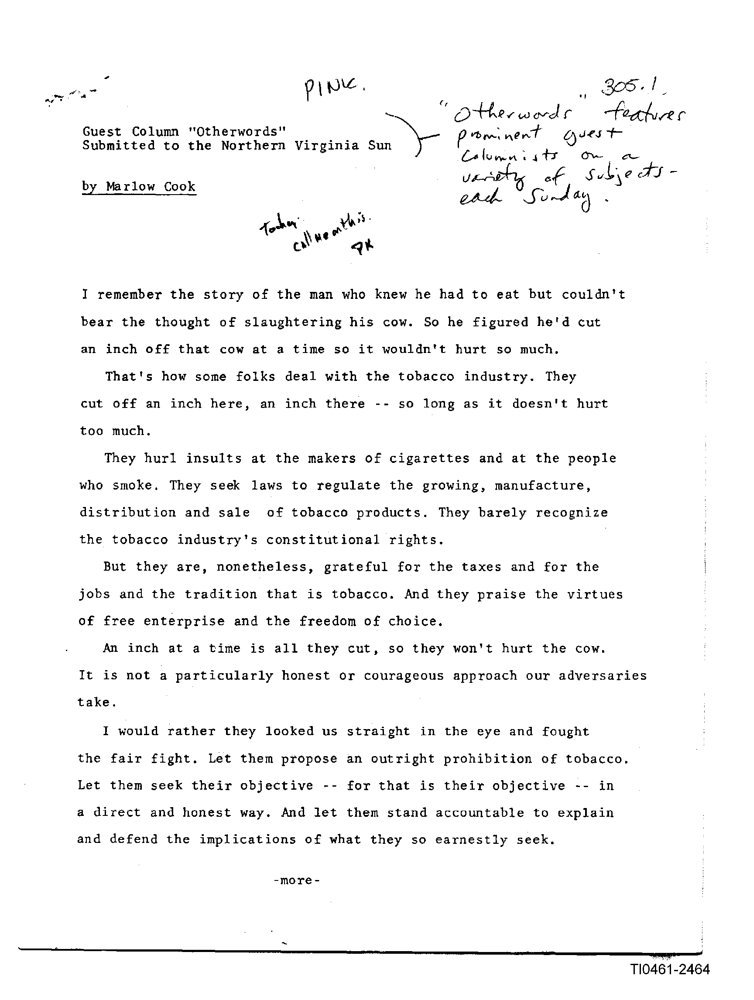 PINK.
305.1
"Otherwords" features
prominent guest
columnists on a
variety of subjects -
each Sunday.
Guest Column "Otherwords"
Submitted to the Northern Virginia Sun
by Marlow Cook
call me on this.
I remember the story of the man who knew he had to eat but couldn't
bear the thought of slaughtering his cow. So he figured he'd cut
an inch off that cow at a time so it wouldn't hurt so much.
That's how some folks deal with the tobacco industry. They
cut off an inch here, an inch there -- so long as it doesn't hurt
too much.
They hurl insults at the makers of cigarettes and at the people
who smoke. They seek laws to regulate the growing, manufacture,
distribution and sale of tobacco products. They barely recognize
the tobacco industry's constitutional rights.
But they are, nonetheless, grateful for the taxes and for the
jobs and the tradition that is tobacco. And they praise the virtues
of free enterprise and the freedom of choice.
An inch at a time is all they cut, so they won't hurt the cow.
It is not a particularly honest or courageous approach our adversaries
take.
I would rather they looked us straight in the eye and fought
the fair fight. Let them propose an outright prohibition of tobacco.
Let them seek their objective -- for that is their objective -- in
a direct and honest way. And let them stand accountable to explain
and defend the implications of what they so earnestly seek.
-more-
TI0461-2464